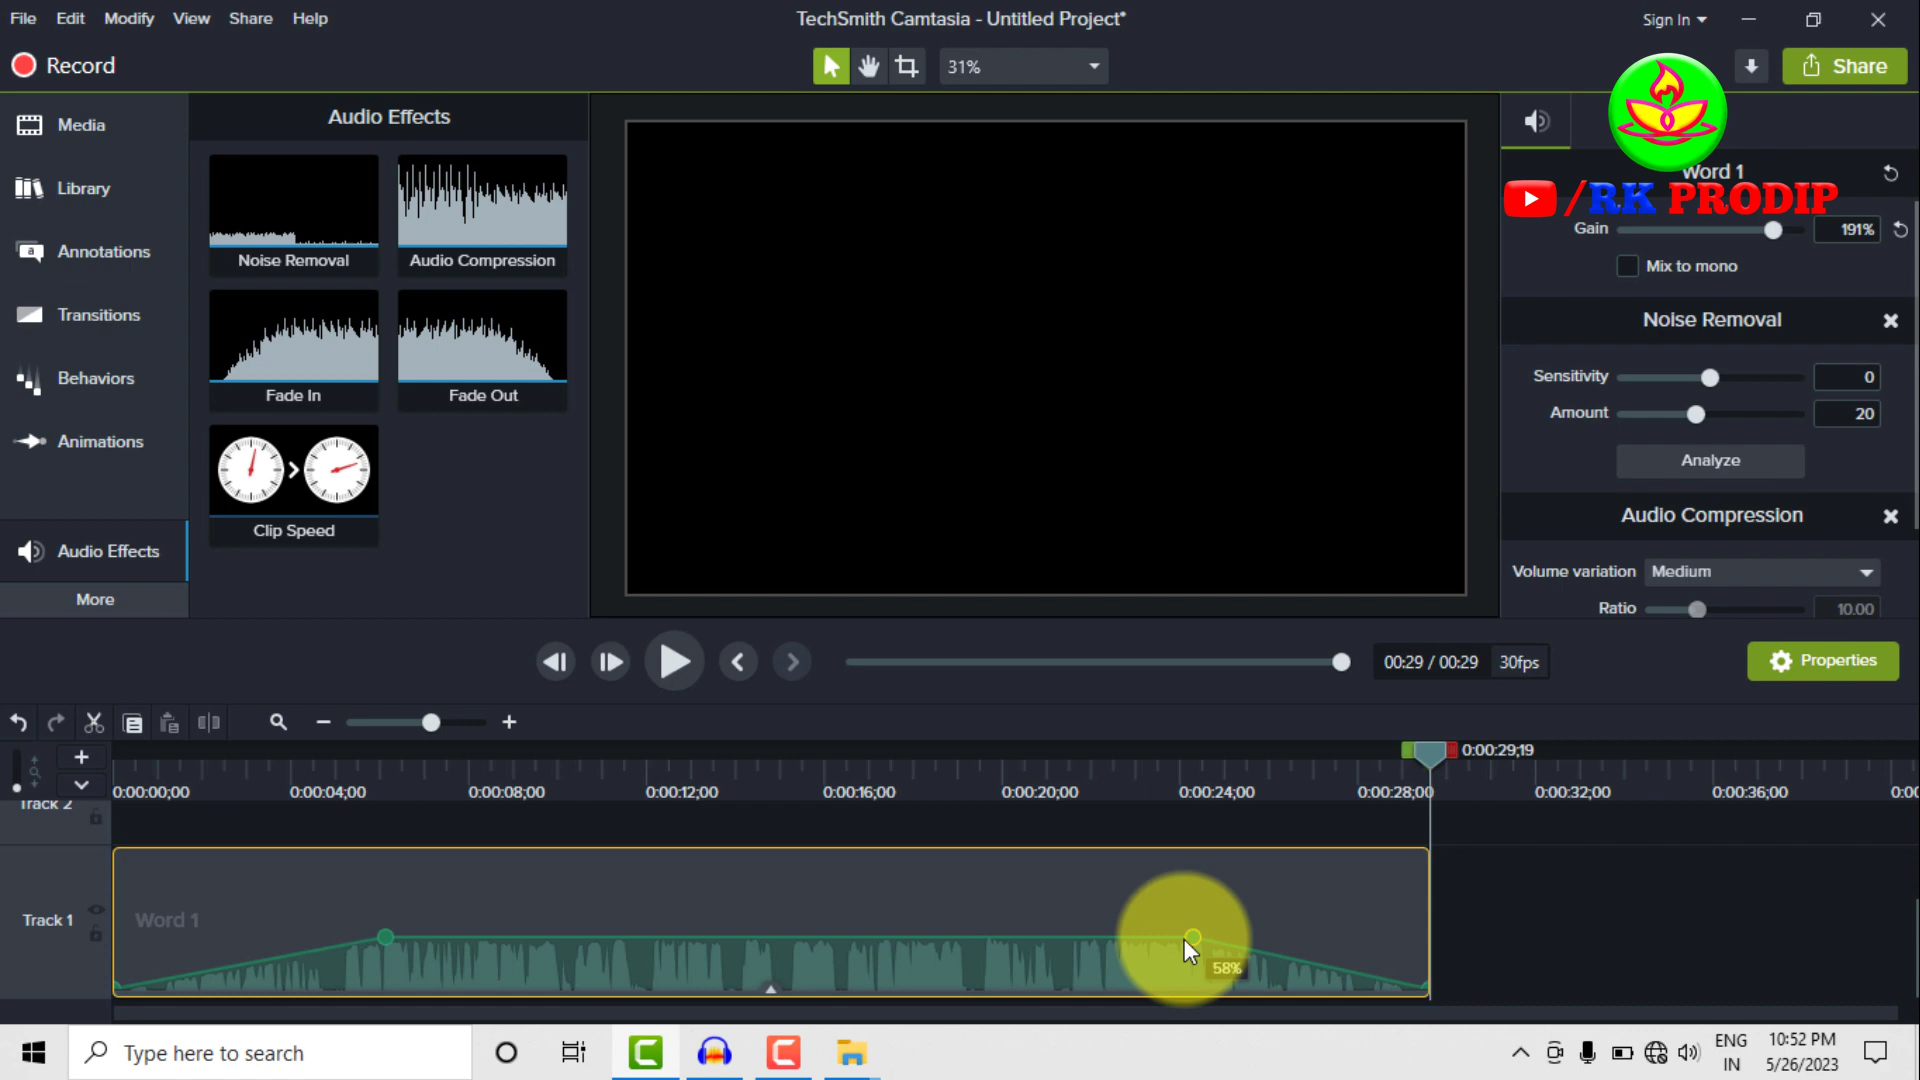 File Edit Modify View Share Help
TechSmith Camtasia - Untitled Project*
Sign In
Record
31%
Share
Media
Library
Annotations
Transitions
Behaviors
Animations
Audio Effects
More
Audio Effects
Noise Removal
Audio Compression
Fade In
Fade Out
Clip Speed
Word 1
/RK PRODIP
Gain 191%
Mix to mono
Noise Removal
Sensitivity 0
Amount 20
Analyze
Audio Compression
Volume variation Medium
Ratio 10.00
00:29 / 00:29 30fps
Properties
0:00:29;19
0:00:00;00 0:00:04;00 0:00:08;00 0:00:12;00 0:00:16;00 0:00:20;00 0:00:24;00 0:00:28;00 0:00:32;00 0:00:36;00 0:00
Track 2
Track 1
Word 1
58%
Type here to search
ENG
IN
10:52 PM
5/26/2023